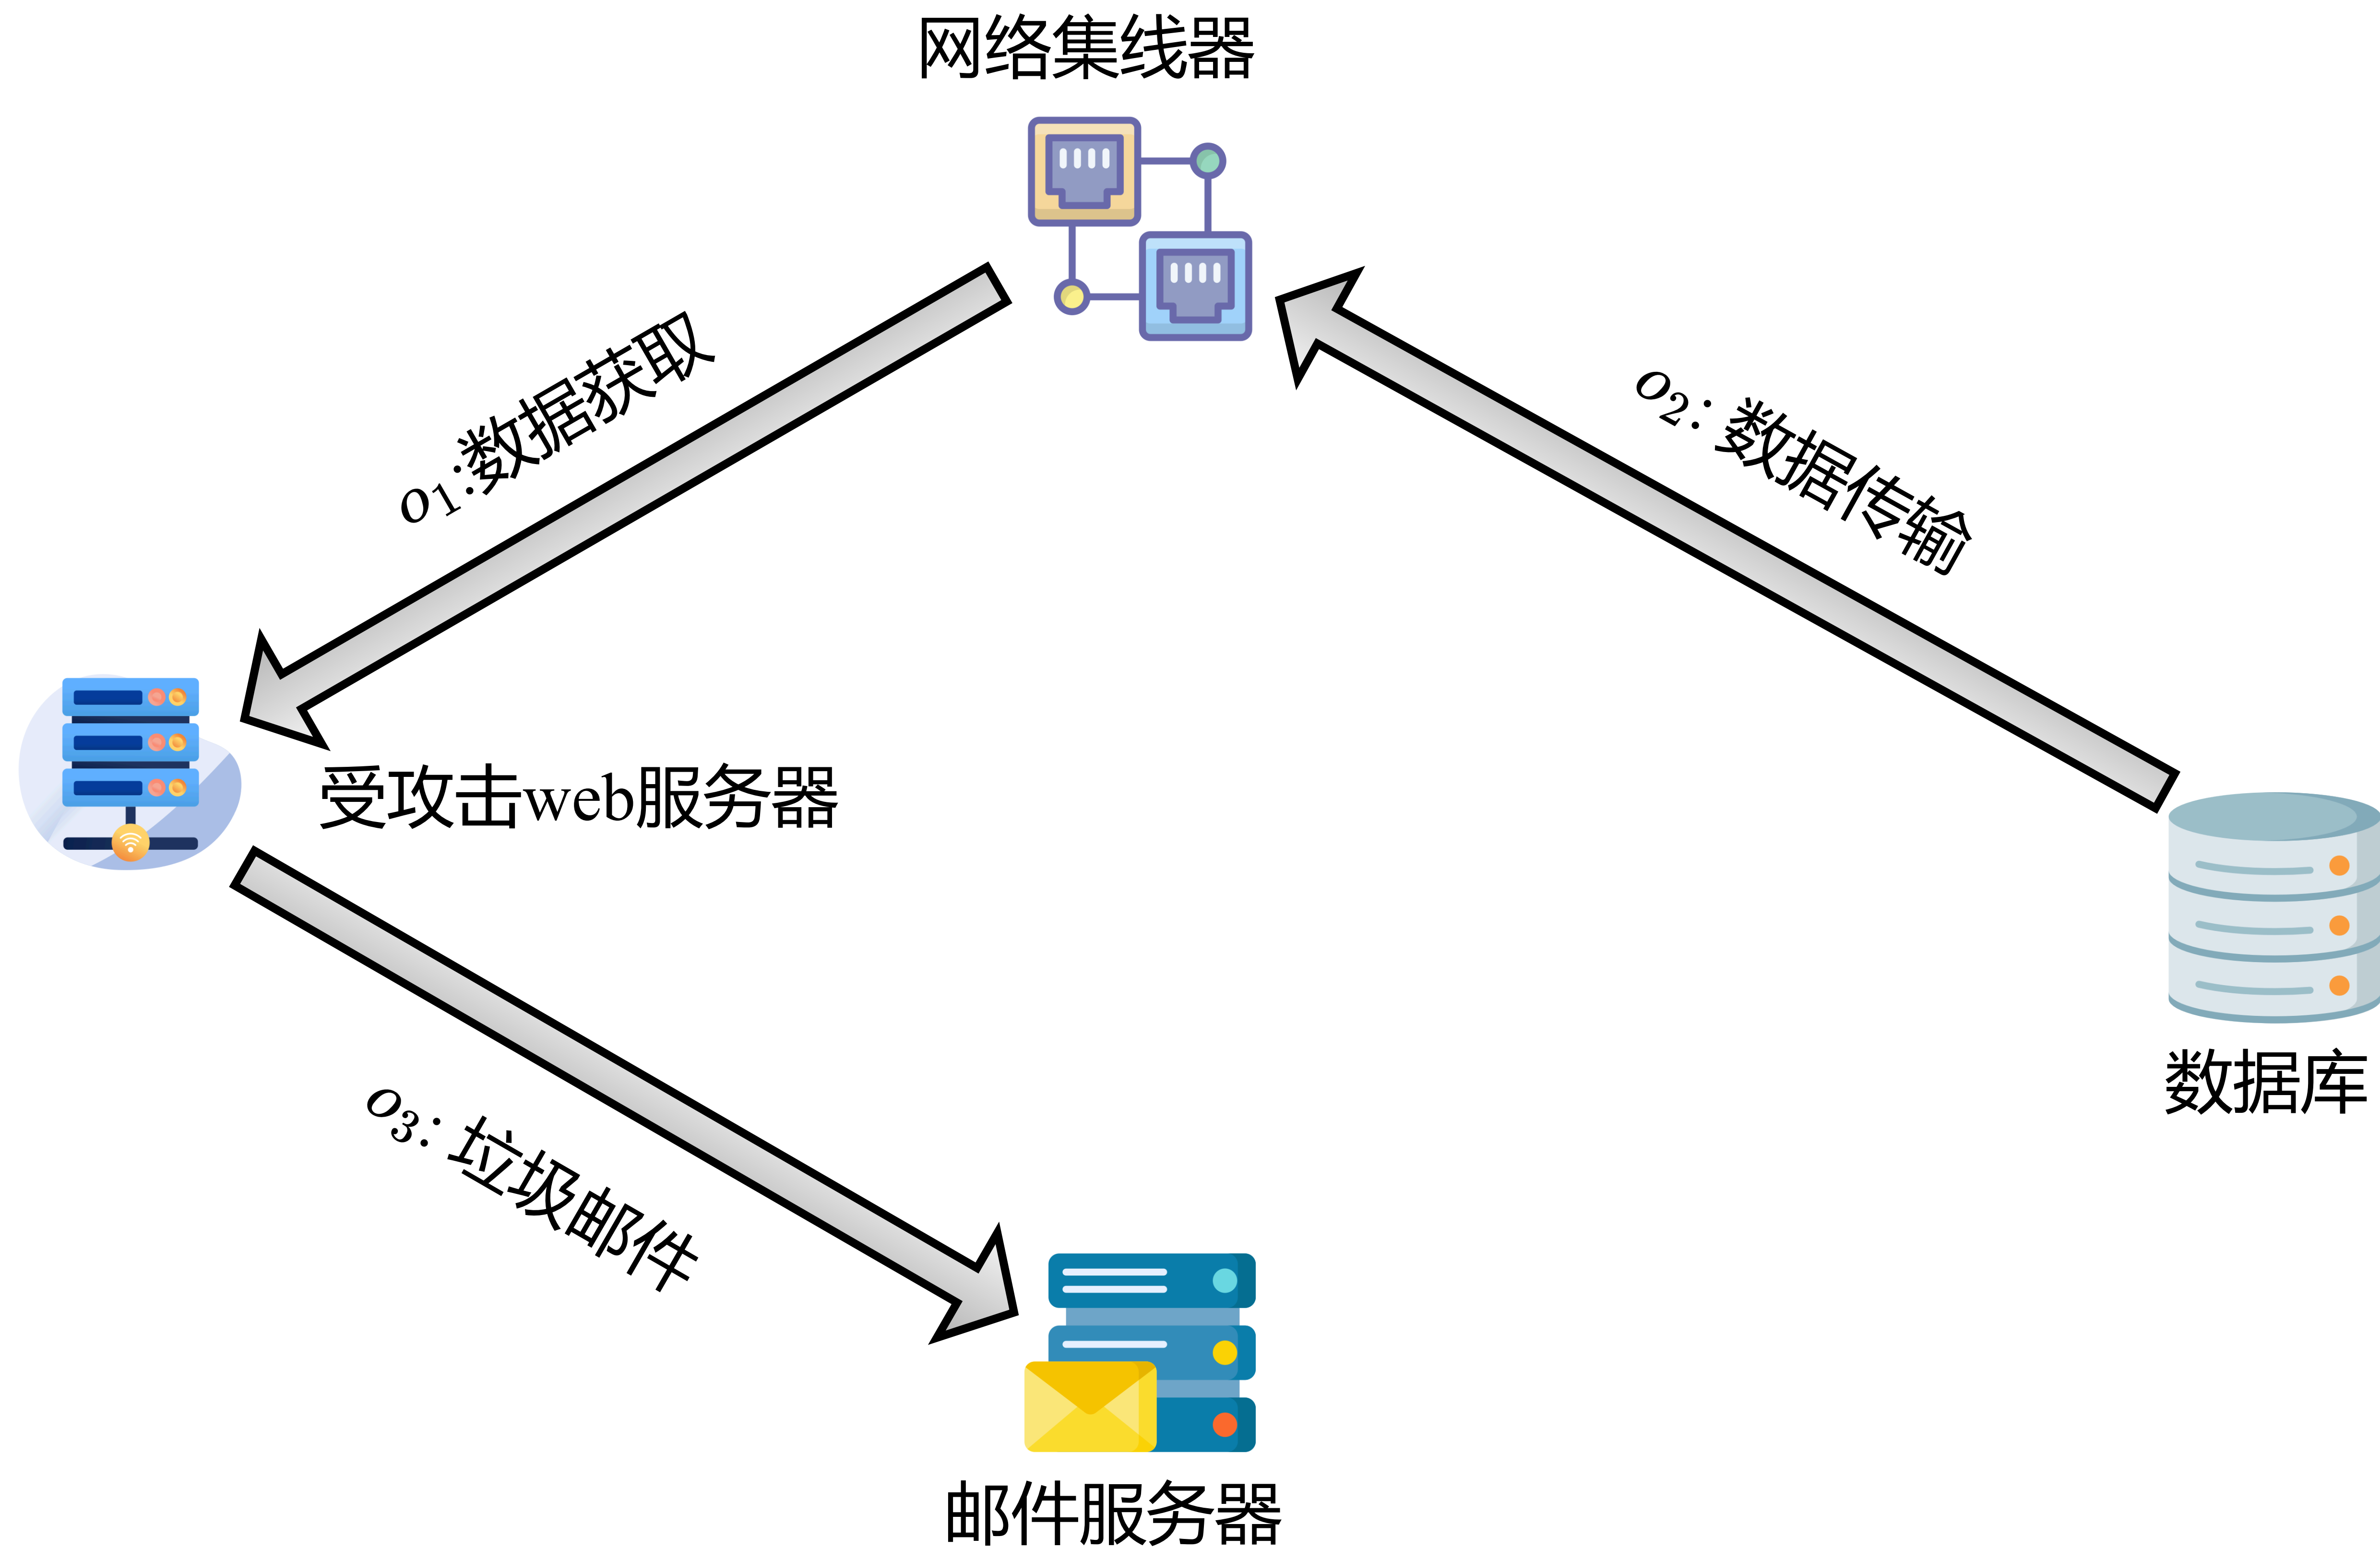 网络集线器
o₁:数据获取
o₂：数据传输
受攻击web服务器
数据库
o₃：垃圾邮件
邮件服务器